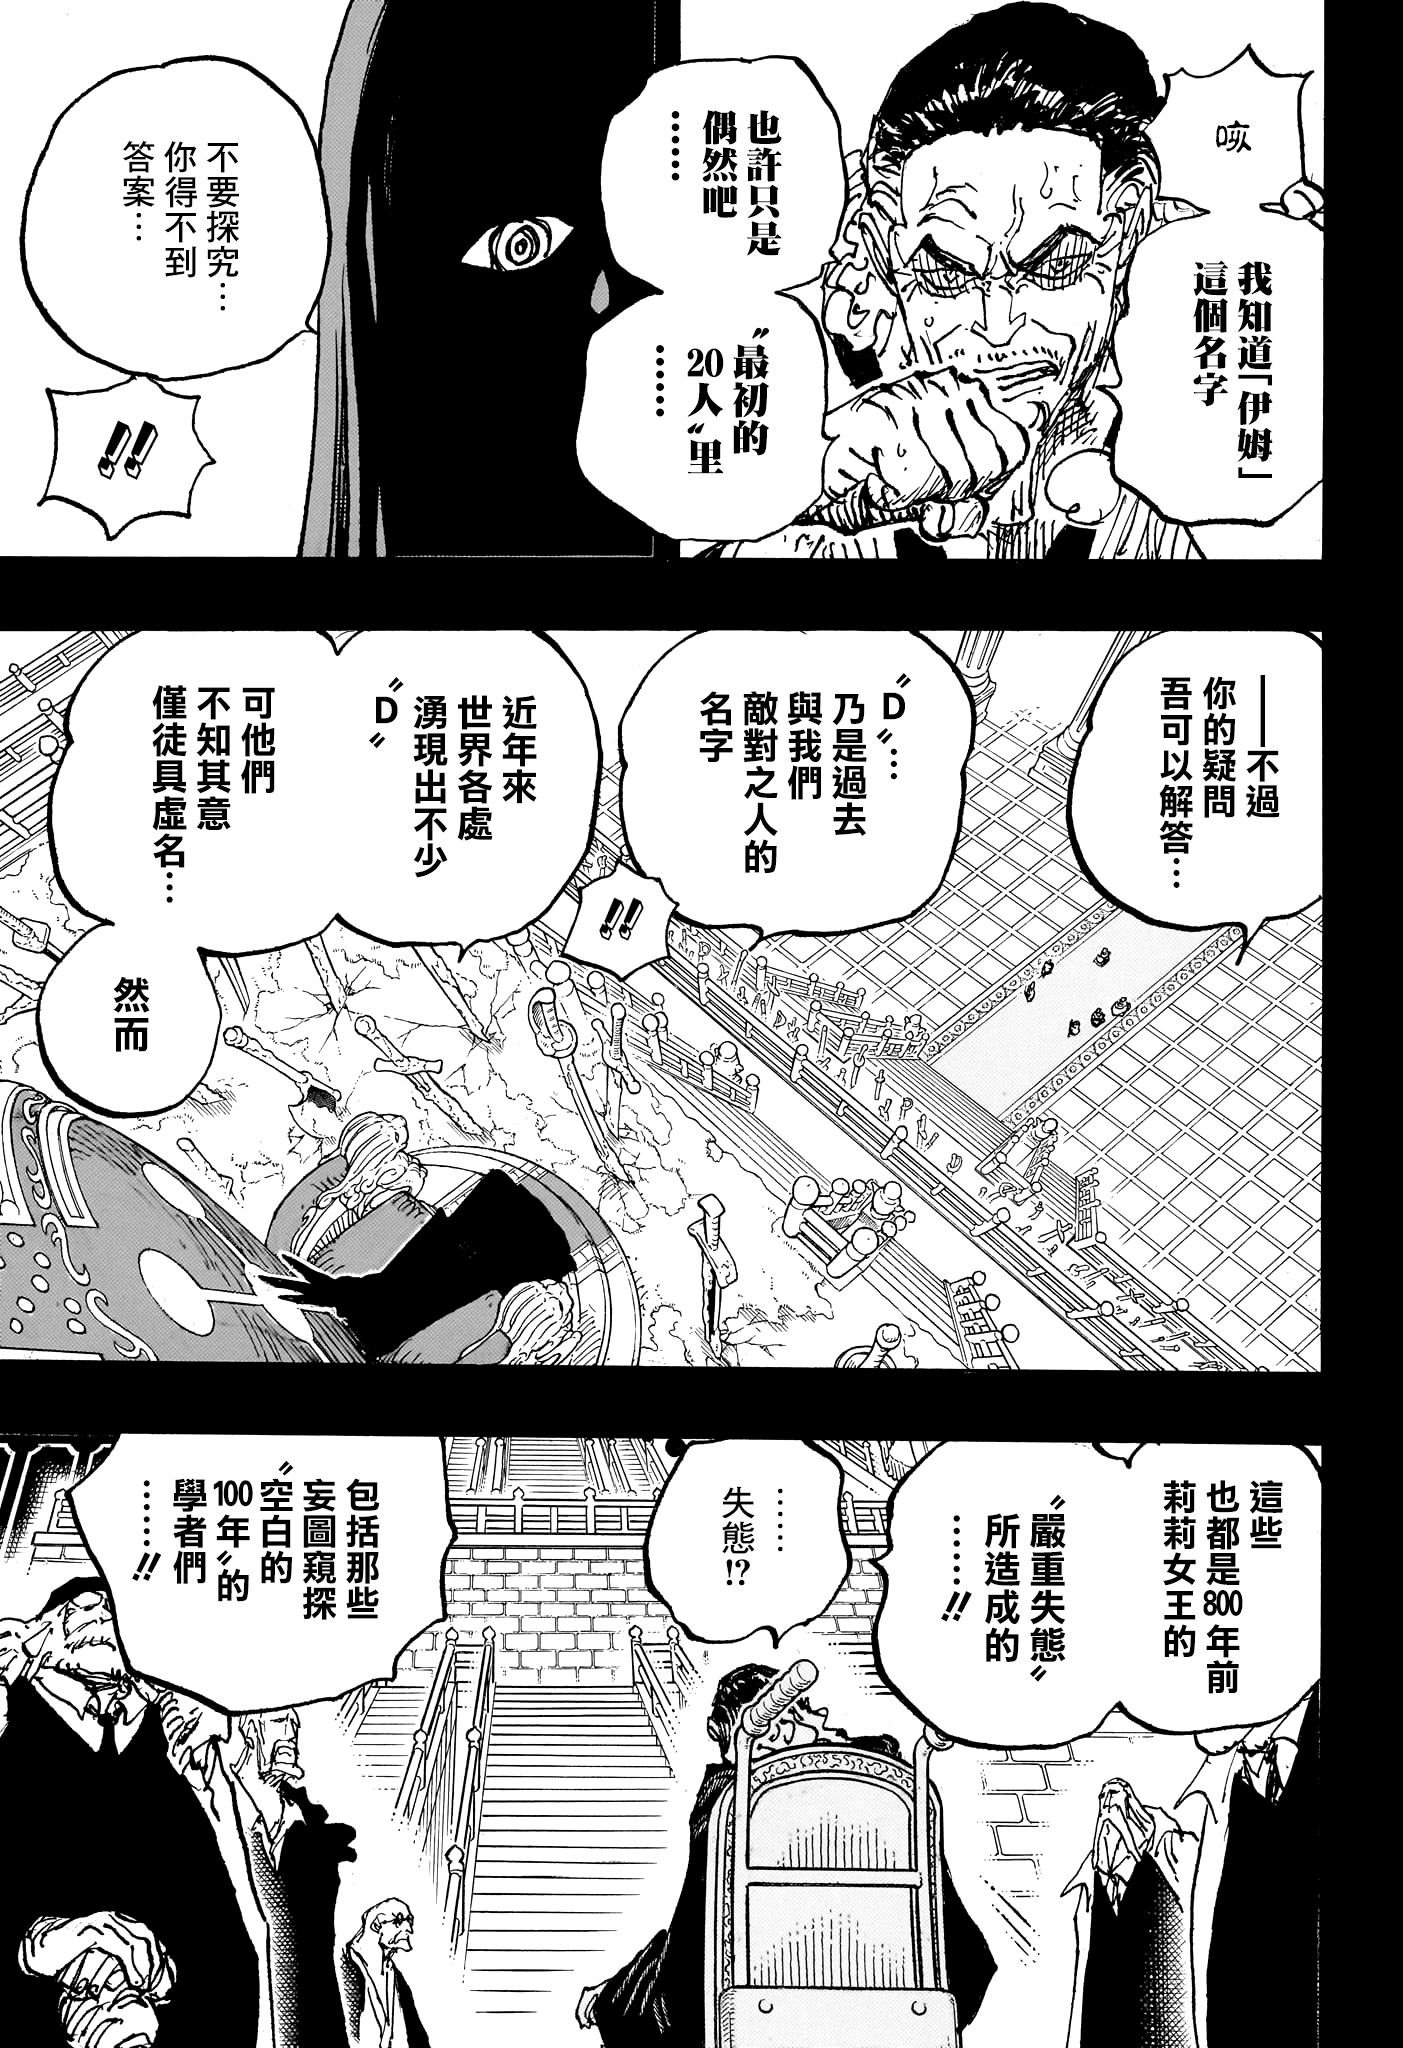 咳
我知道「伊姆」
這個名字
也許只是
偶然吧
……
〝最初的
20人〞里
……
不要探究…
你得不到
答案…
!!
——不過
你的疑問
吾可以解答…
〝D〞…
乃是過去
與我們
敵對之人的
名字
!!
近年來
世界各處
湧現出不少
〝D〞
可他們
不知其意
僅徒具虛名…
然而
這些
也都是800年前
莉莉女王的
〝嚴重失態〞
所造成的
……!!
……
失態!?
包括那些
妄圖窺探
〝空白的
100年〞的
學者們
……!!